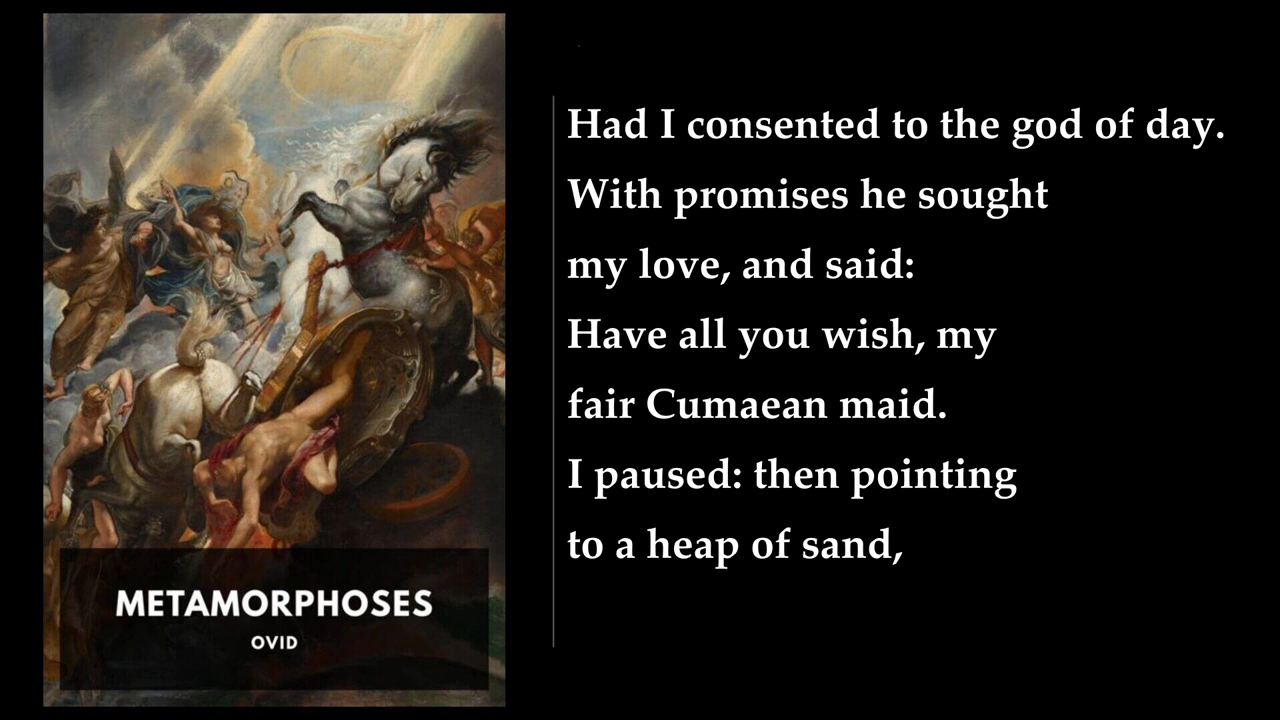 METAMORPHOSES
OVID
Had I consented to the god of day.
With promises he sought
my love, and said:
Have all you wish, my
fair Cumaean maid.
I paused: then pointing
to a heap of sand,